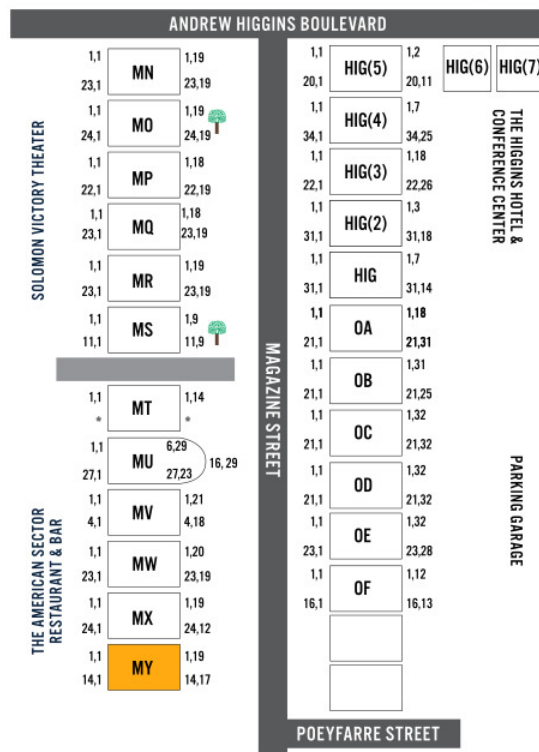 ANDREW HIGGINS BOULEVARD
SOLOMON VICTORY THEATER
1,1 MN 1,19
23,1 23,19
1,1 MO 1,19
24,1 24,19
1,1 MP 1,18
22,1 22,19
1,1 MQ 1,18
23,1 23,19
1,1 MR 1,19
23,1 23,19
1,1 MS 1,9
11,1 11,9
THE AMERICAN SECTOR
RESTAURANT & BAR
1,1 MT 1,14
* *
1,1 MU 6,29
16,29
27,1 27,23
1,1 MV 1,21
4,1 4,18
1,1 MW 1,20
23,1 23,19
1,1 MX 1,19
24,1 24,12
1,1 MY 1,19
14,1 14,17
MAGAZINE STREET
1,1 HIG(5) 1,2
20,1 20,11
HIG(6) HIG(7)
1,1 HIG(4) 1,7
34,1 34,25
1,1 HIG(3) 1,18
22,1 22,26
1,1 HIG(2) 1,3
31,1 31,18
1,1 HIG 1,7
31,1 31,14
1,1 OA 1,18
21,1 21,31
1,1 OB 1,31
21,1 21,25
1,1 OC 1,32
21,1 21,32
1,1 OD 1,32
21,1 21,32
1,1 OE 1,32
23,1 23,28
1,1 OF 1,12
16,1 16,13
THE HIGGINS HOTEL &
CONFERENCE CENTER
PARKING GARAGE
POEYFARRE STREET